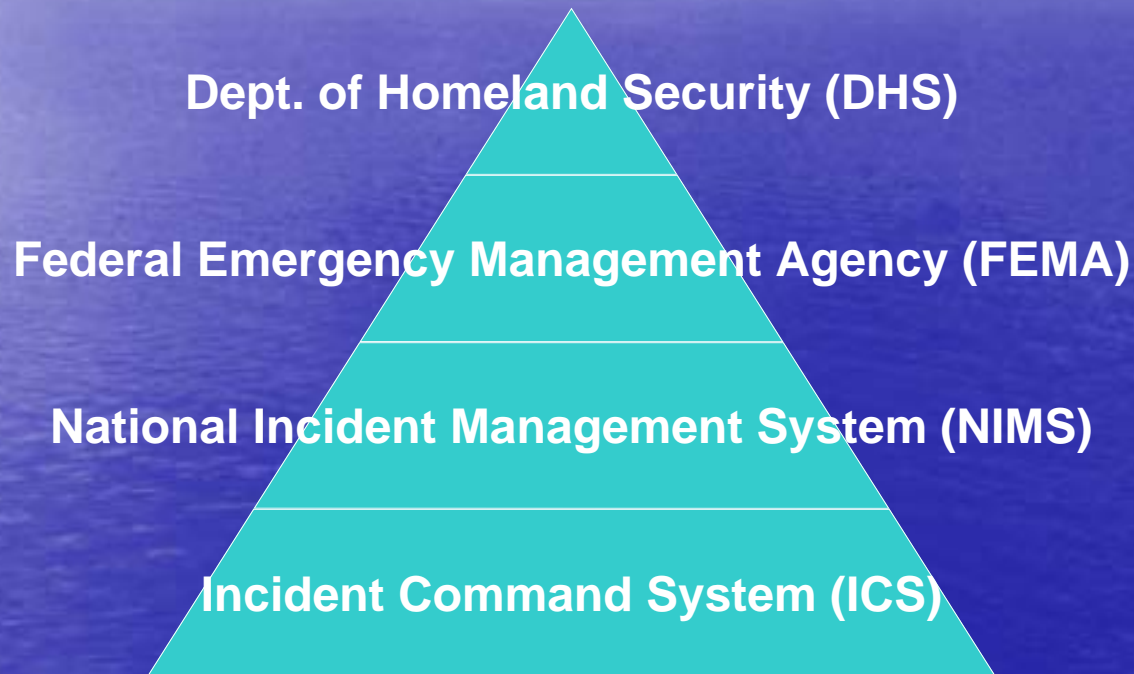 Dept. of Homeland Security (DHS)
Federal Emergency Management Agency (FEMA)
National Incident Management System (NIMS)
Incident Command System (ICS)